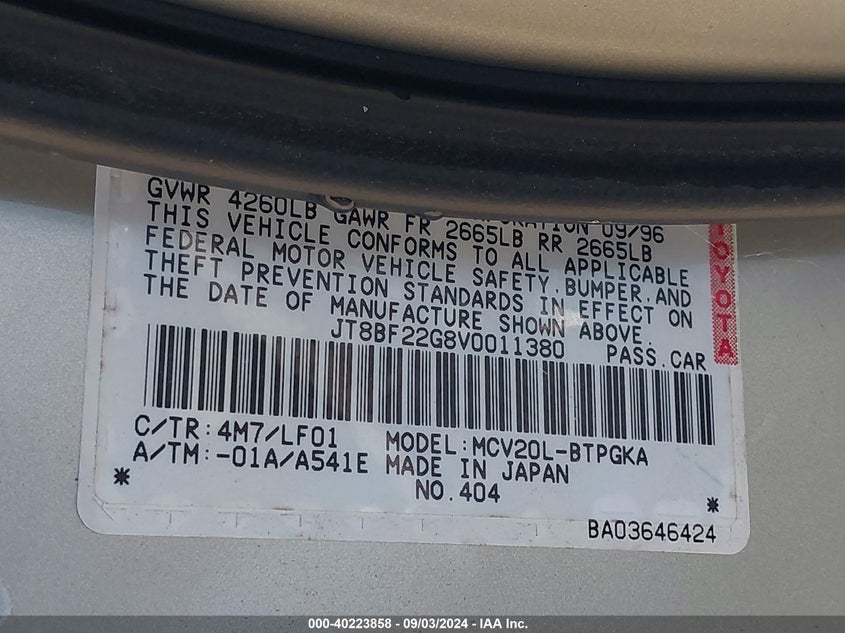 09/96
GVWR 4260LB GAWR FR 2665LB RR 2665LB
THIS VEHICLE CONFORMS TO ALL APPLICABLE
FEDERAL MOTOR VEHICLE SAFETY,BUMPER,AND
THEFT PREVENTION STANDARDS IN EFFECT ON
THE DATE OF MANUFACTURE SHOWN ABOVE.
JT8BF22G8V0011380 PASS.CAR
TOYOTA
C/TR:4M7/LF01 MODEL:MCV20L-BTPGKA
A/TM:-01A/A541E MADE IN JAPAN
NO.404
* *
BA03646424
000-40223858 - 09/03/2024 - IAA Inc.